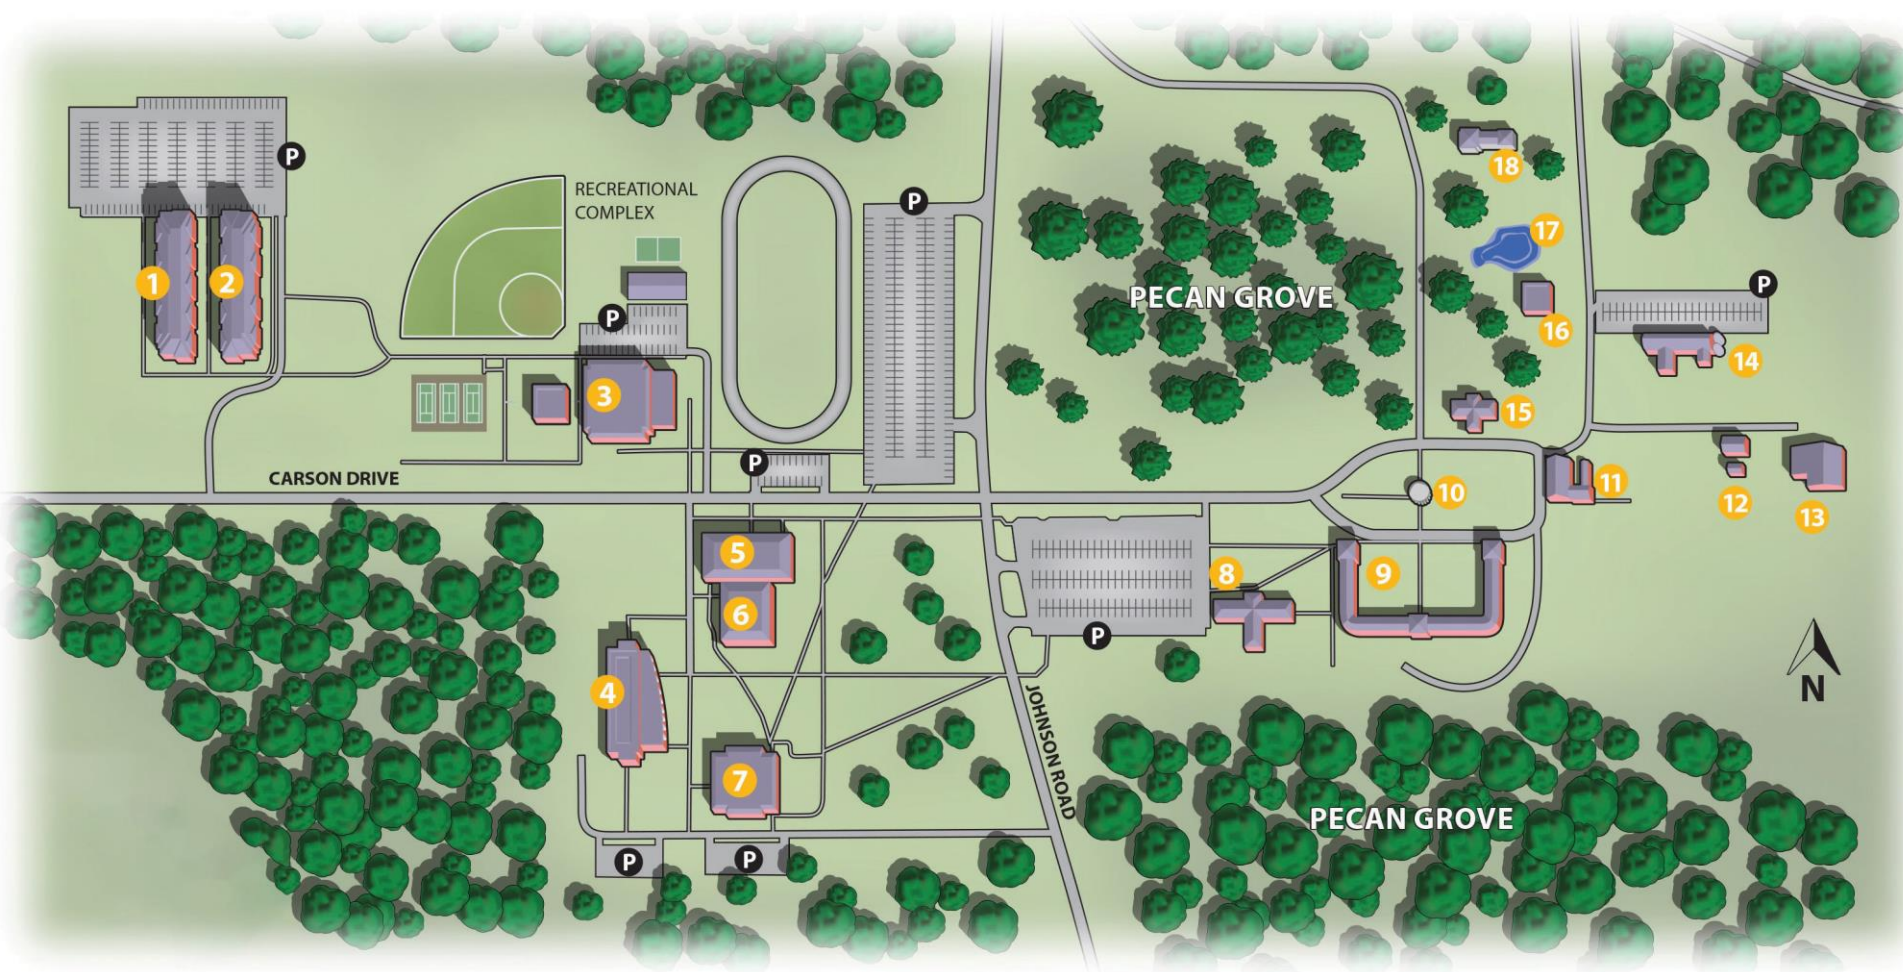 P
P
RECREATIONAL
COMPLEX
18
17
1
2
P
PECAN GROVE
P
16
14
3
15
CARSON DRIVE
P
10
11
12
13
5
8
9
6
P
4
JOHNSON ROAD
N
7
PECAN GROVE
P
P